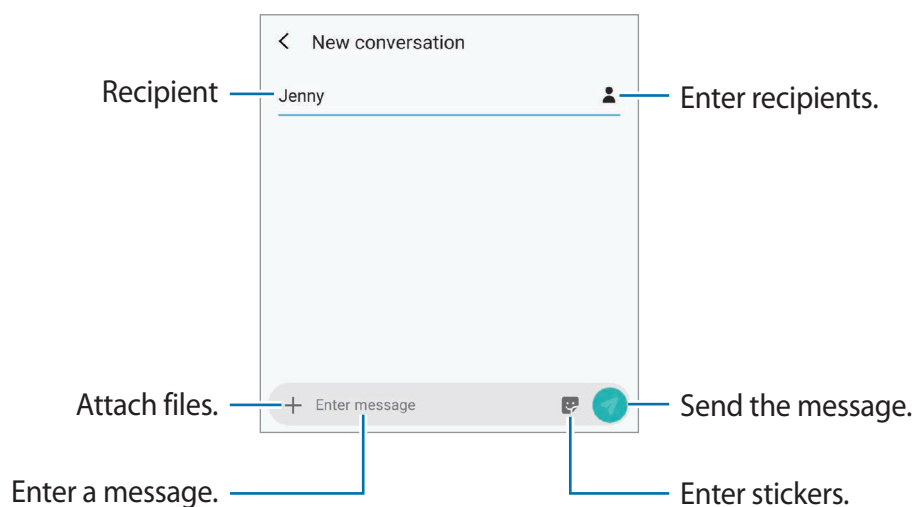 New conversation
Recipient
Jenny
Enter recipients.
Attach files.
Enter message
Send the message.
Enter a message.
Enter stickers.